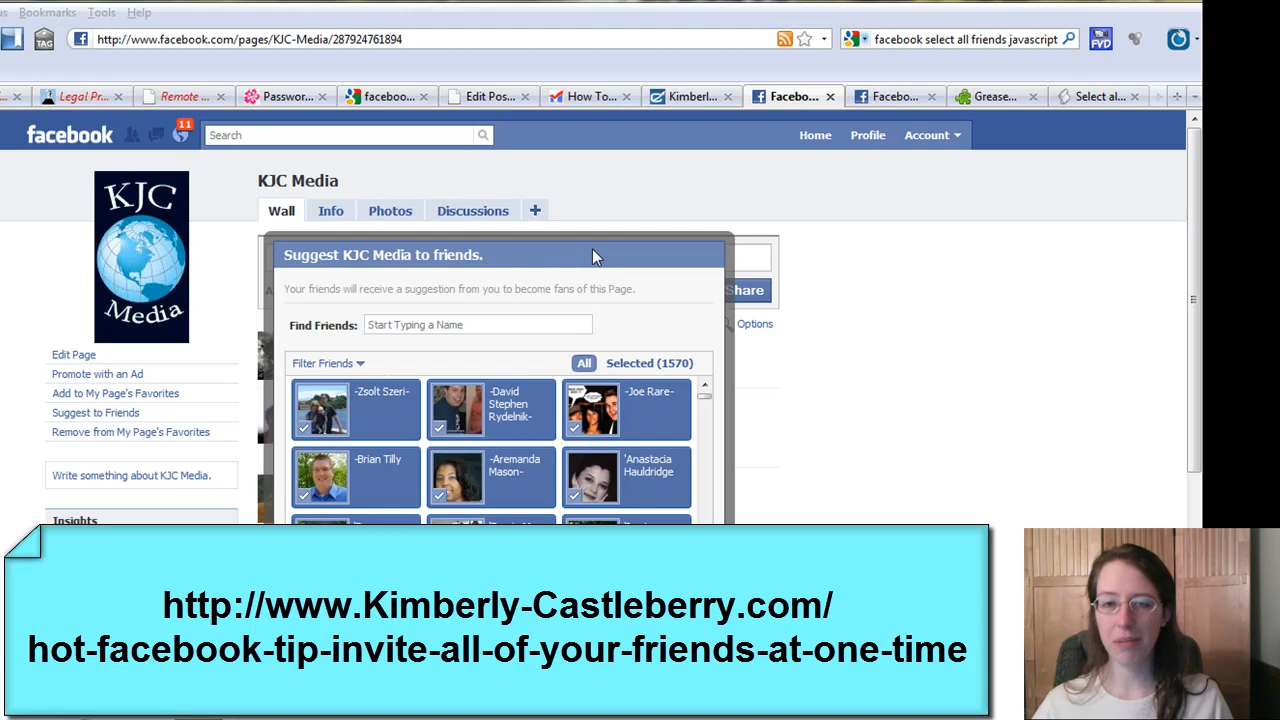 Bookmarks Tools Help
TAG
http://www.facebook.com/pages/KJC-Media/287924761894
facebook select all friends javascript
FYD
Legal Pr...
Remote ...
Passwor...
faceboo...
Edit Pos...
How To...
Kimberl...
Facebo...
Facebo...
Grease...
Select al...
facebook
11
Search
Home Profile Account
KJC
Media
KJC Media
Wall Info Photos Discussions +
Suggest KJC Media to friends.
Your friends will receive a suggestion from you to become fans of this Page.
Share
Find Friends: Start Typing a Name
Options
Filter Friends All Selected (1570)
Edit Page
Promote with an Ad
Add to My Page's Favorites
Suggest to Friends
Remove from My Page's Favorites
Write something about KJC Media.
Insights
-Zsolt Szeri-
-David
Stephen
Rydelnik-
-Joe Rare-
-Brian Tilly
-Aremanda
Mason-
'Anastacia
Hauldridge
http://www.Kimberly-Castleberry.com/
hot-facebook-tip-invite-all-of-your-friends-at-one-time